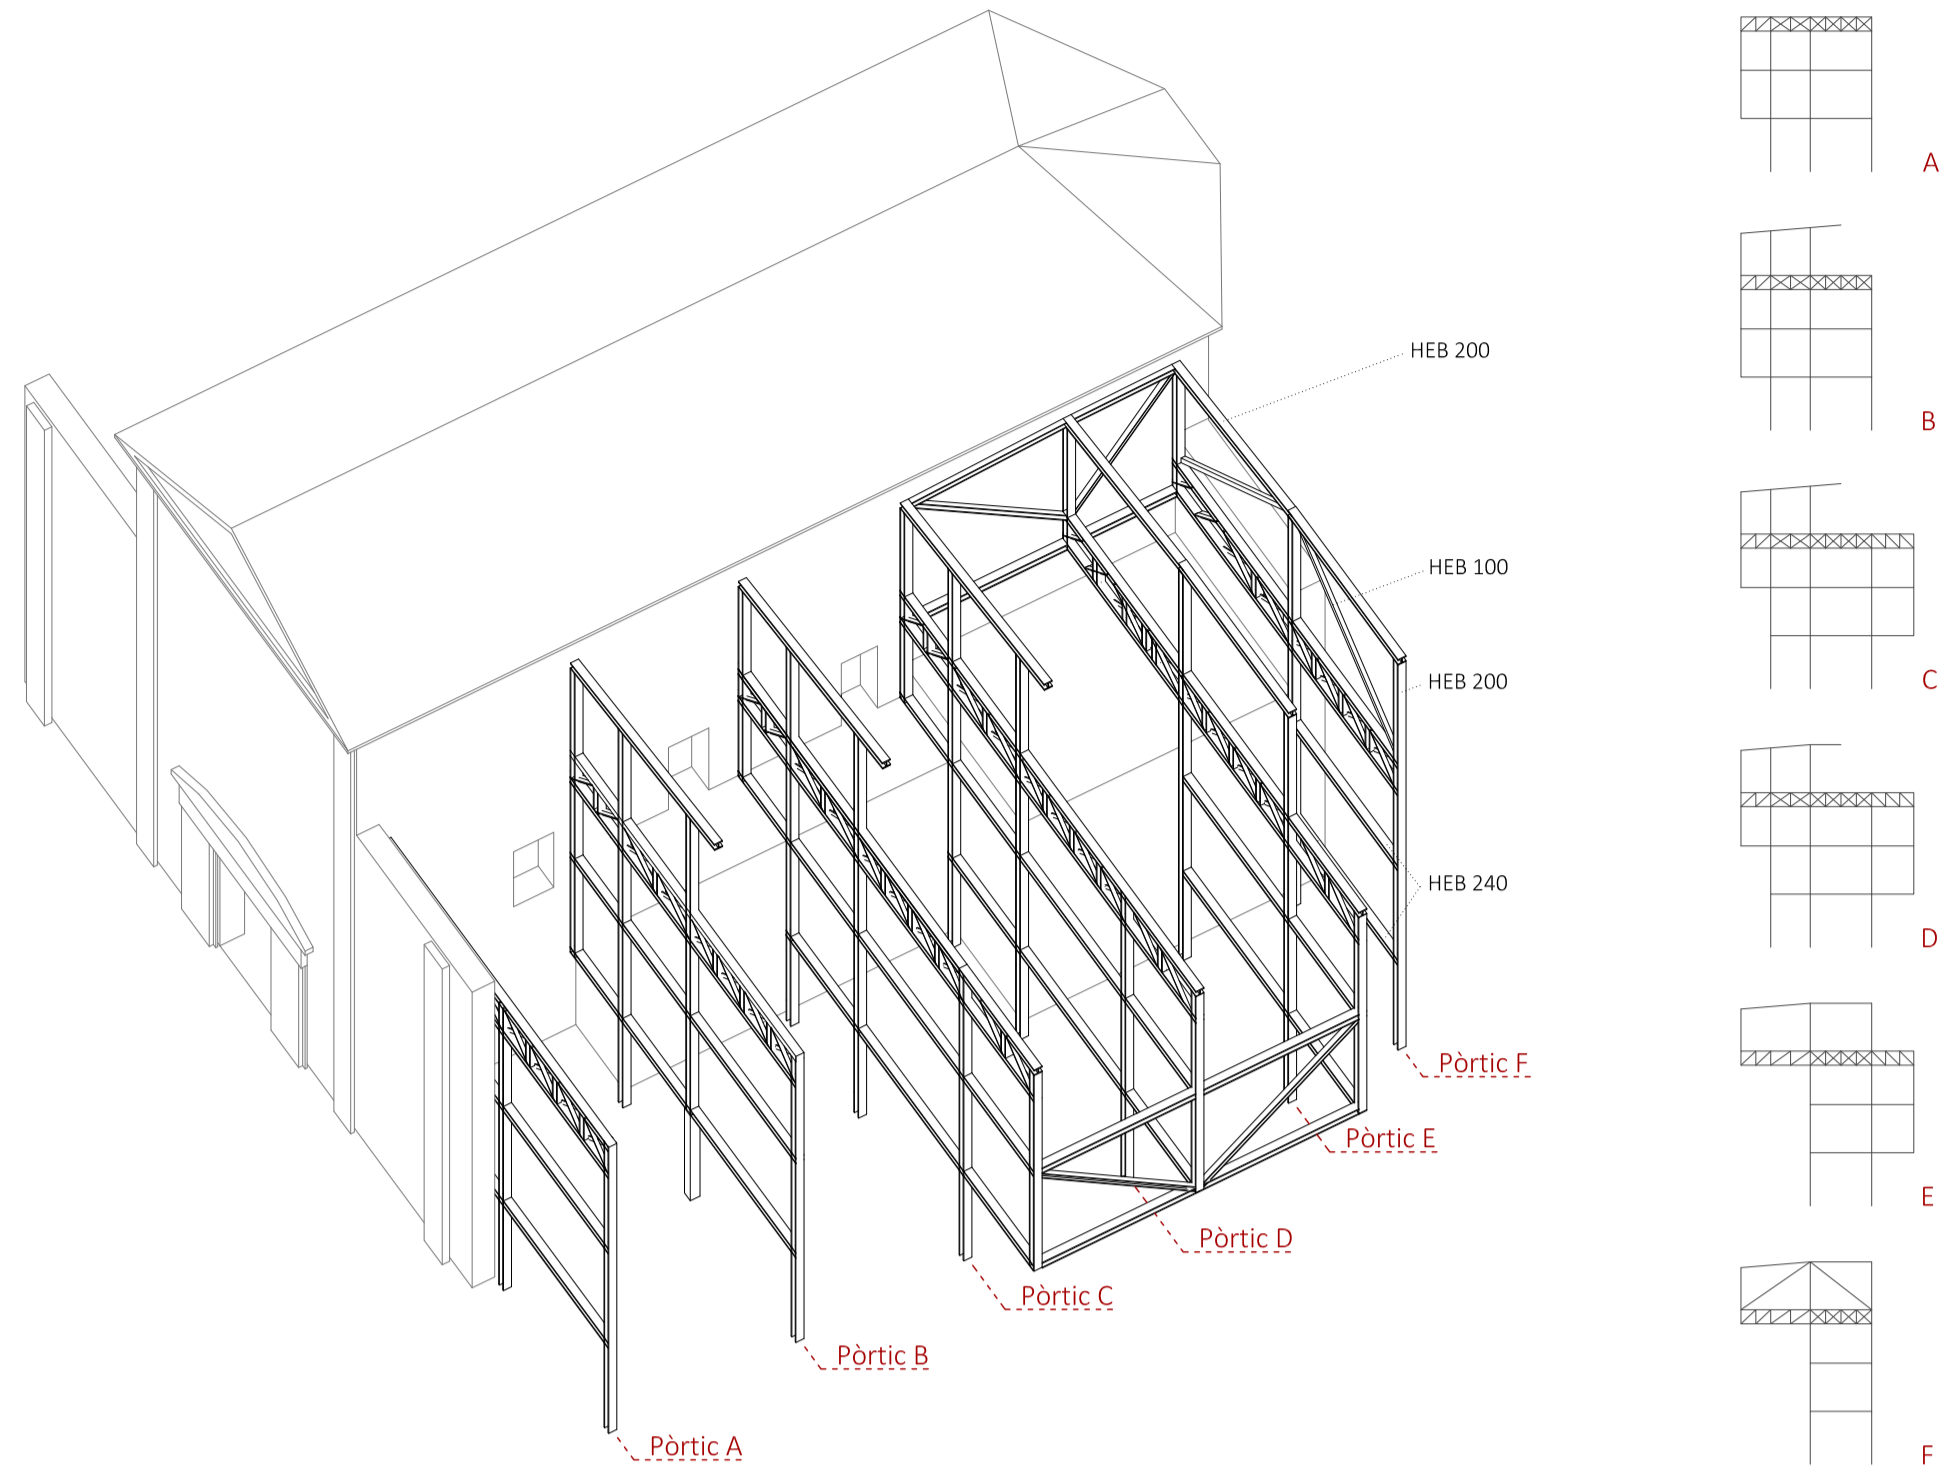 A
B
HEB 200
HEB 100
C
HEB 200
HEB 240
D
Pòrtic F
Pòrtic E
E
Pòrtic D
Pòrtic C
Pòrtic B
Pòrtic A
F